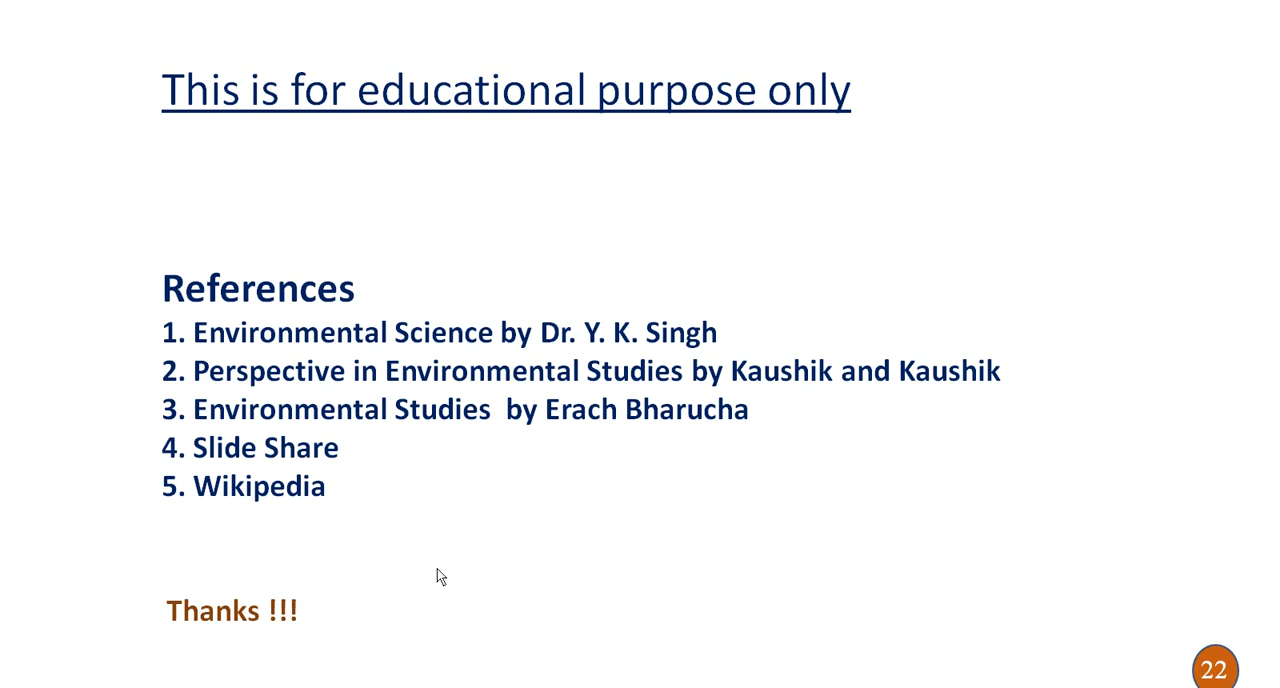 This is for educational purpose only
References
1. Environmental Science by Dr. Y. K. Singh
2. Perspective in Environmental Studies by Kaushik and Kaushik
3. Environmental Studies  by Erach Bharucha
4. Slide Share
5. Wikipedia
Thanks !!!
22